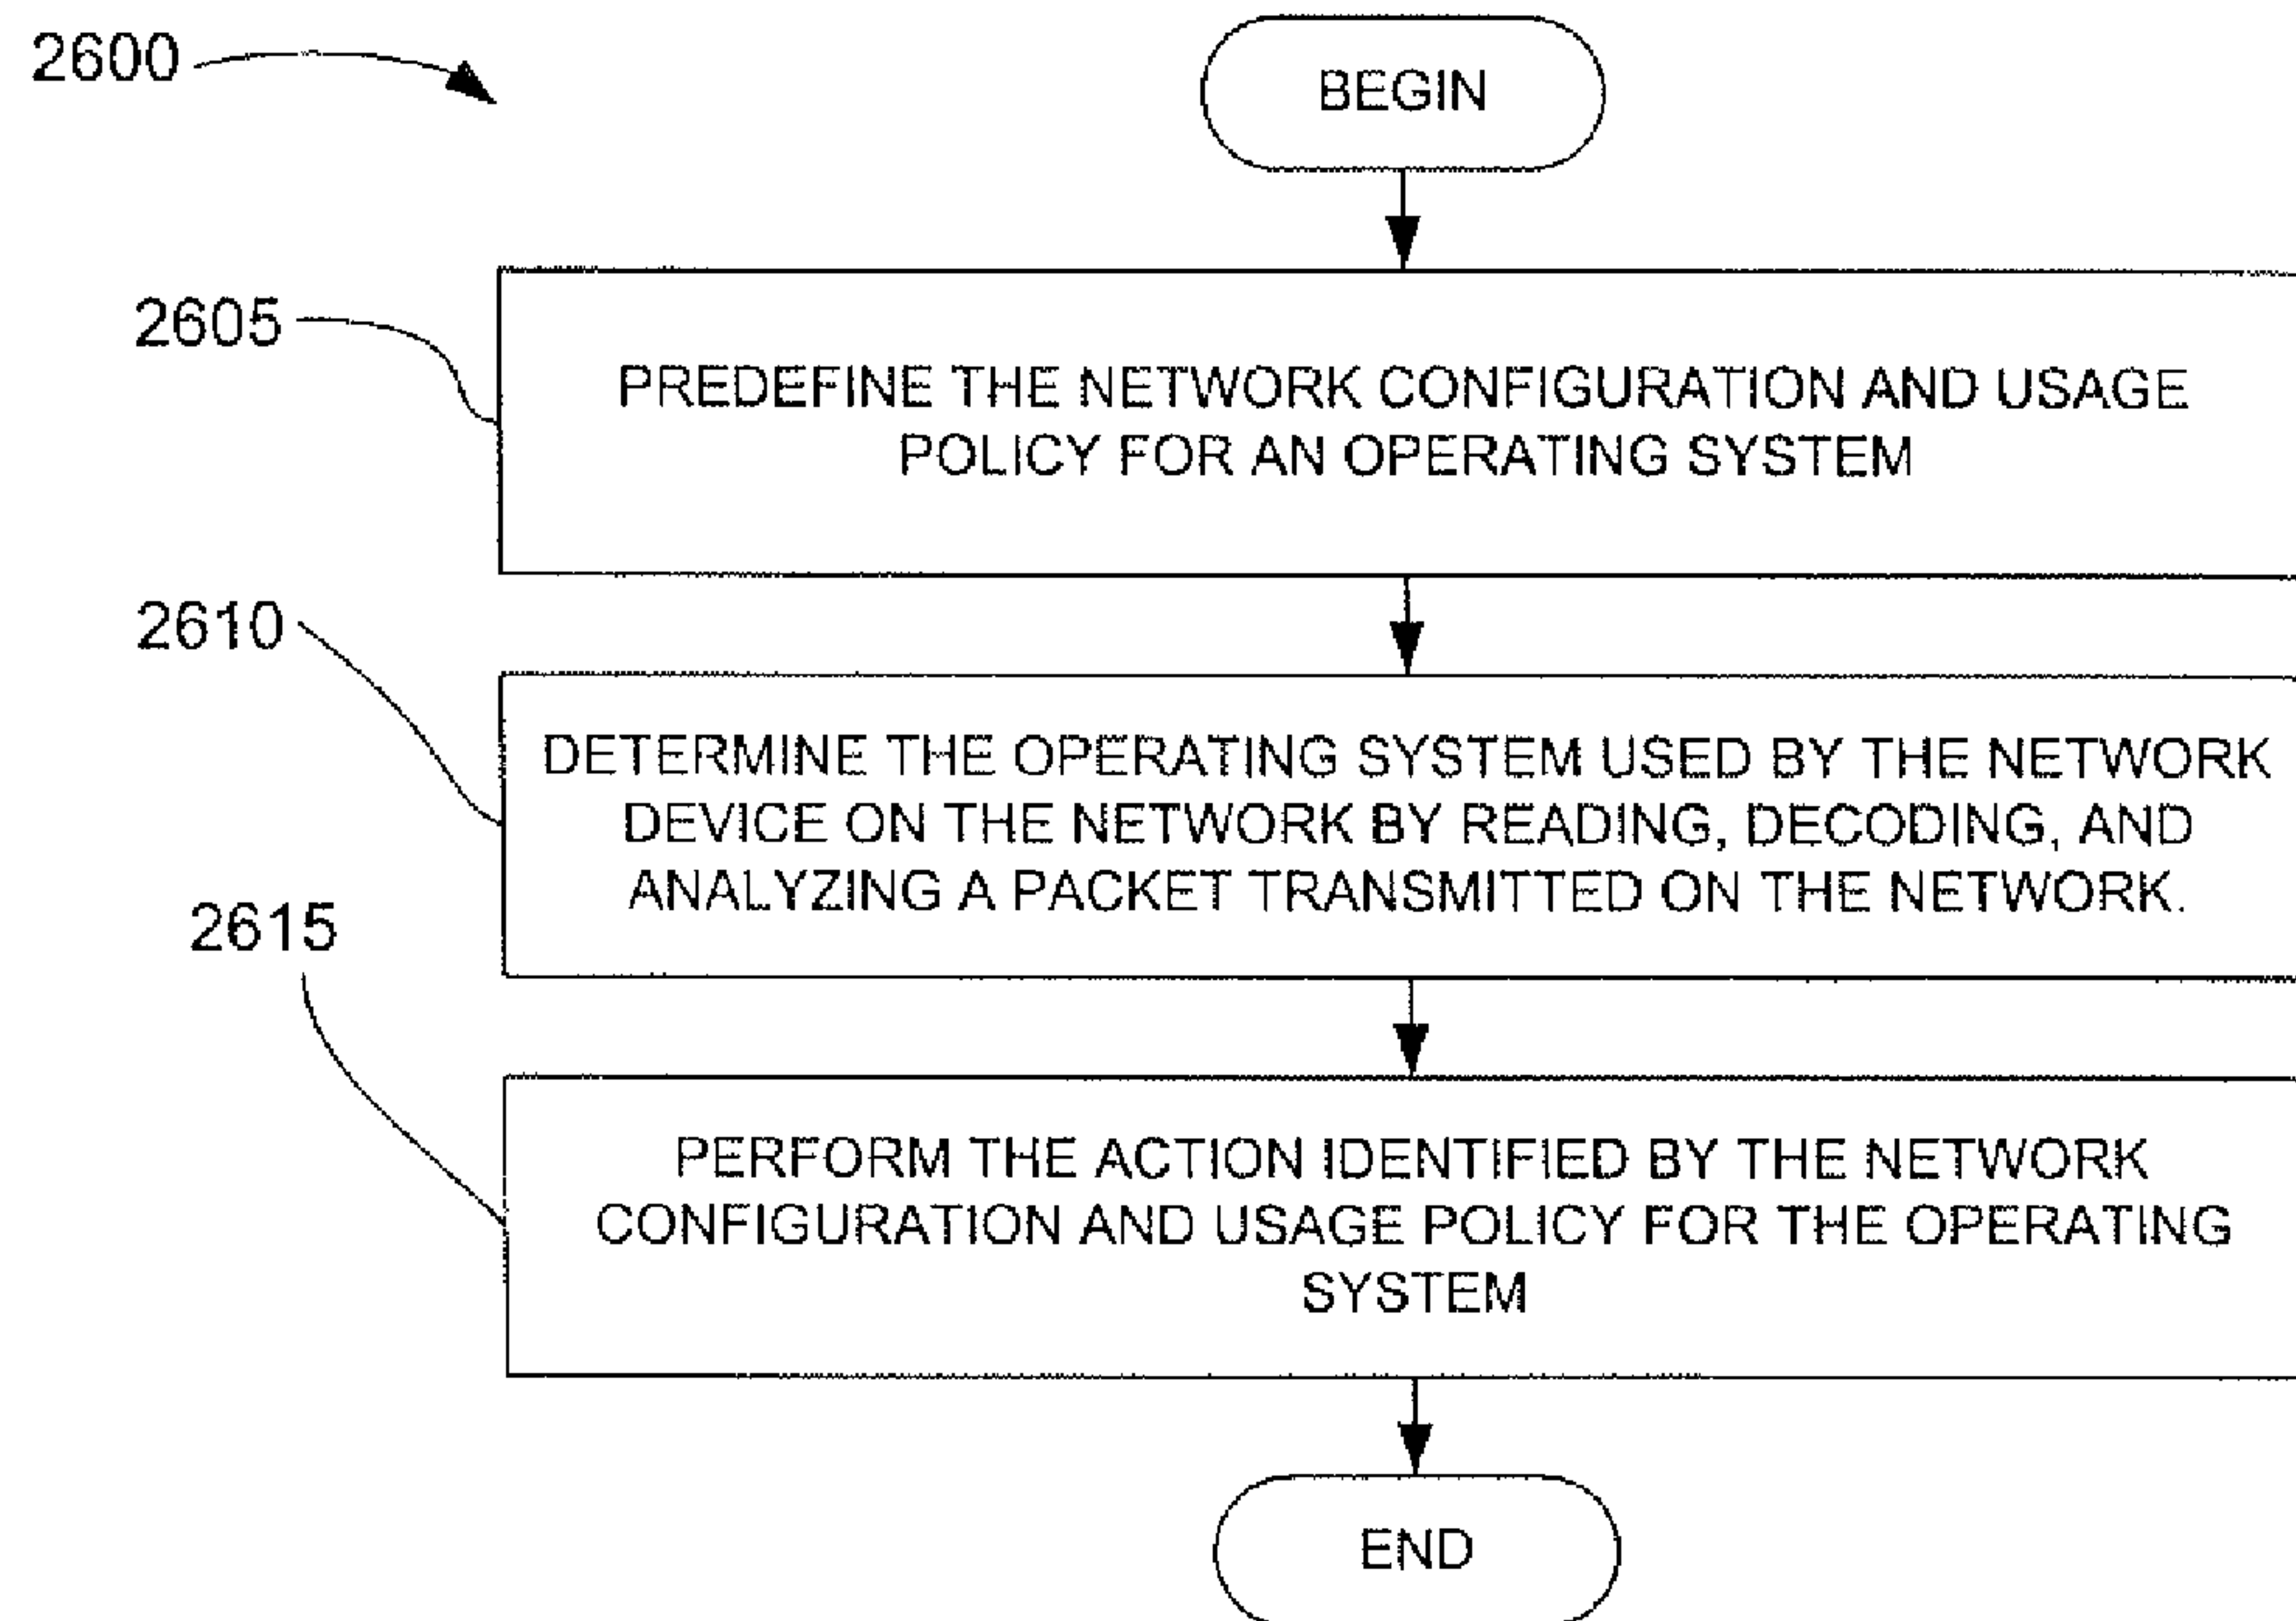 2600
BEGIN
2605
PREDEFINE THE NETWORK CONFIGURATION AND USAGE
POLICY FOR AN OPERATING SYSTEM
2610
DETERMINE THE OPERATING SYSTEM USED BY THE NETWORK
DEVICE ON THE NETWORK BY READING, DECODING, AND
ANALYZING A PACKET TRANSMITTED ON THE NETWORK.
2615
PERFORM THE ACTION IDENTIFIED BY THE NETWORK
CONFIGURATION AND USAGE POLICY FOR THE OPERATING
SYSTEM
END